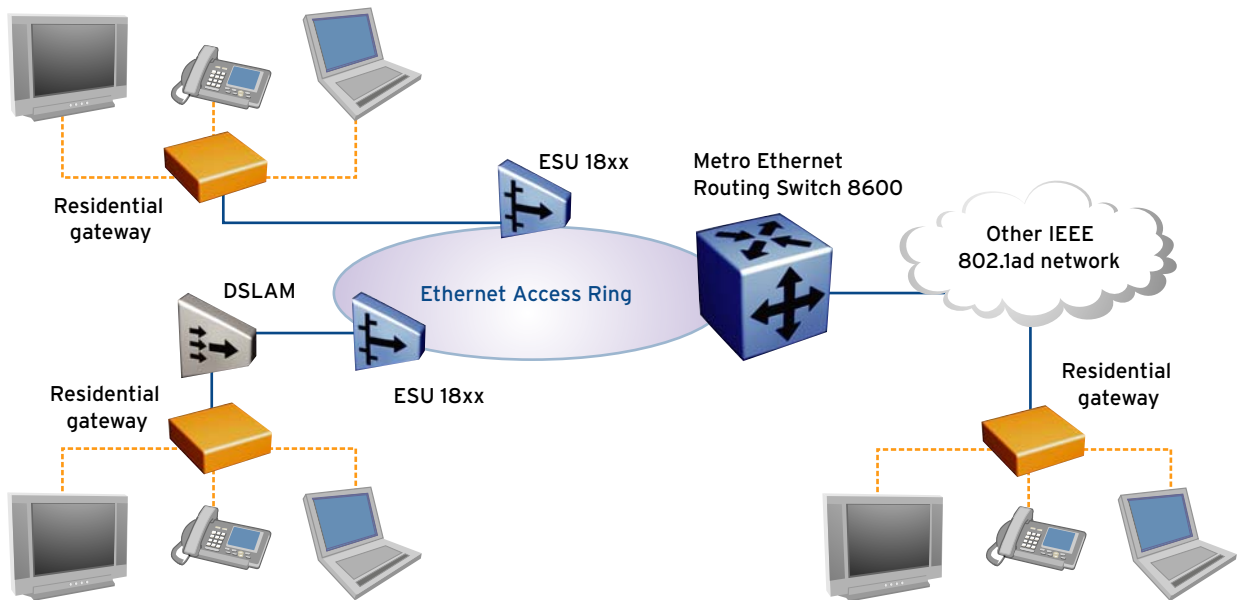 ESU 18xx
Metro Ethernet
Routing Switch 8600
Residential
gateway
Other IEEE
802.1ad network
DSLAM
Ethernet Access Ring
Residential
gateway
ESU 18xx
Residential
gateway